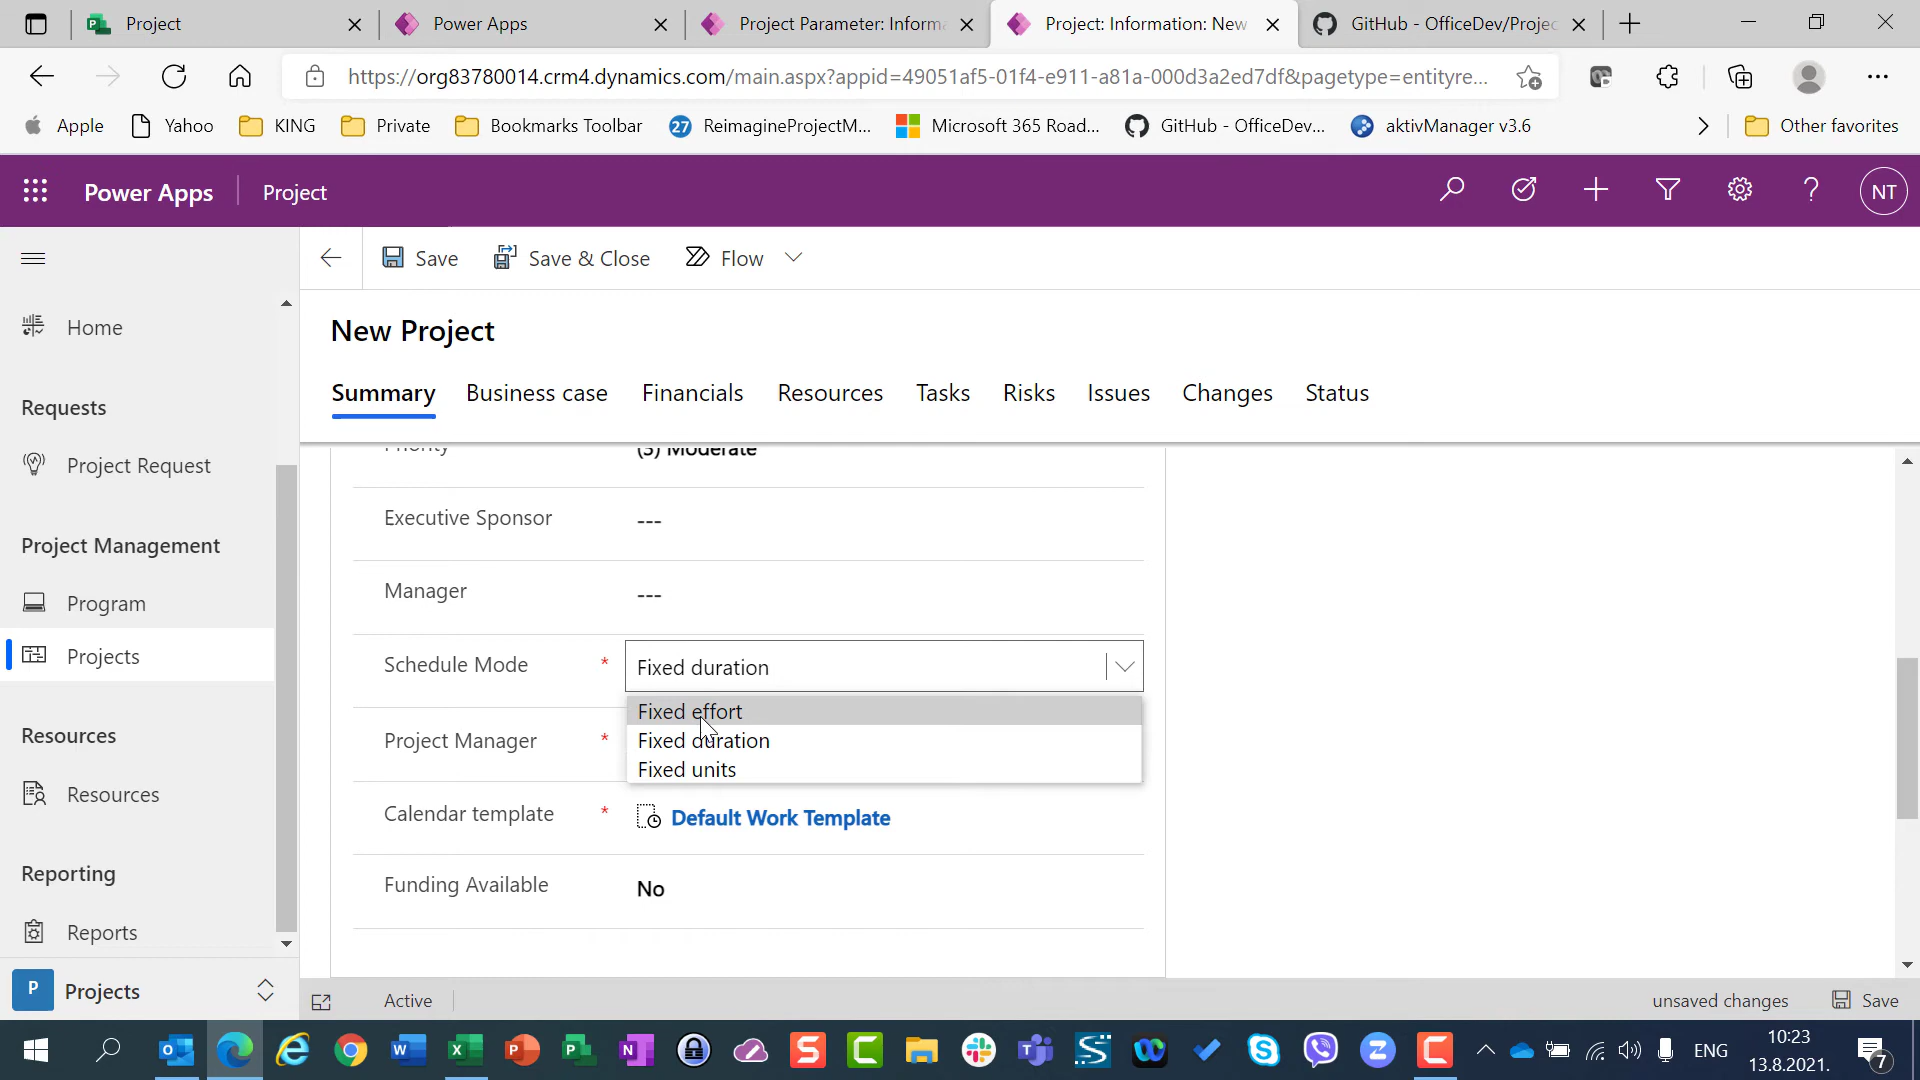 Project
Power Apps
Project Parameter: Inform
Project: Information: New
GitHub - OfficeDev/Projec
https://org83780014.crm4.dynamics.com/main.aspx?appid=49051af5-01f4-e911-a81a-000d3a2ed7df&pagetype=entityre...
Apple
Yahoo
KING
Private
Bookmarks Toolbar
27 ReimagineProjectM...
Microsoft 365 Road...
GitHub - OfficeDev...
aktivManager v3.6
Other favorites
Power Apps
Project
NT
Save
Save & Close
Flow
Home
Requests
Project Request
Project Management
Program
Projects
Resources
Resources
Reporting
Reports
P Projects
New Project
Summary
Business case
Financials
Resources
Tasks
Risks
Issues
Changes
Status
Priority
Moderate
Executive Sponsor
---
Manager
---
Schedule Mode *
Fixed duration
Fixed effort
Fixed duration
Fixed units
Project Manager *
Calendar template *
Default Work Template
Funding Available
No
Active
unsaved changes
Save
ENG
10:23
13.8.2021.
7